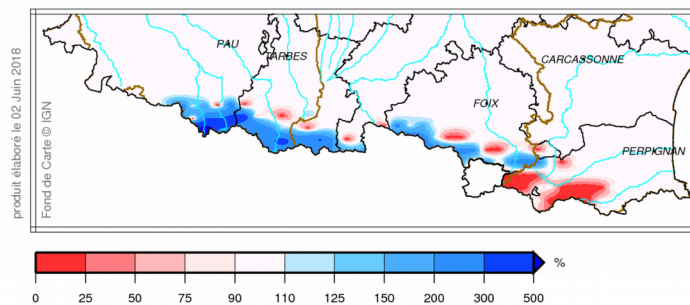 PAU
TARBES
CARCASSONNE
FOIX
PERPIGNAN
produit élaboré le 02 Juin 2018
Fond de Carte © IGN
%
0 25 50 75 90 110 125 150 200 300 500